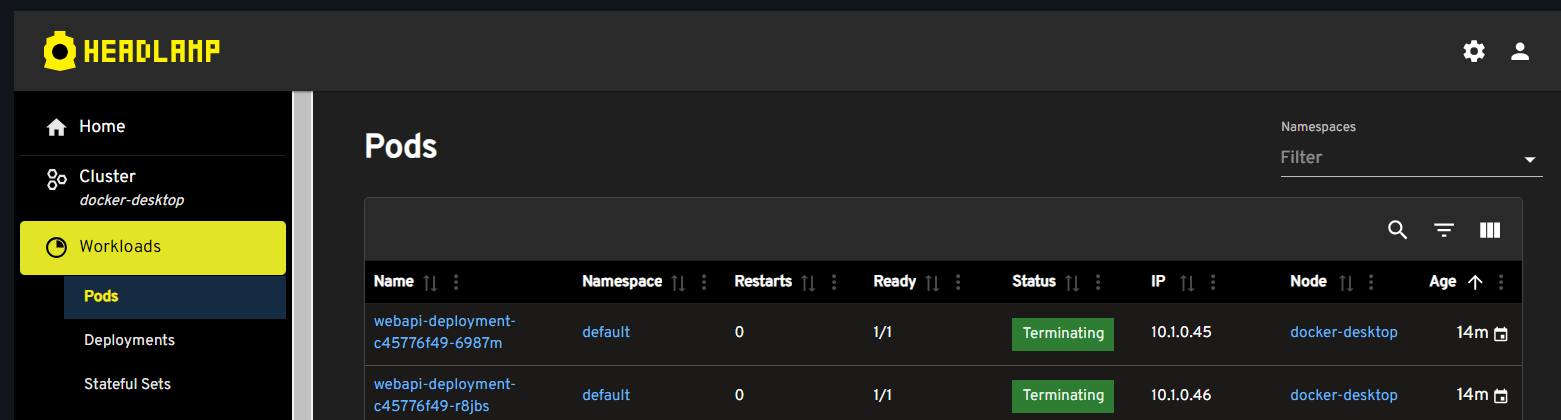 HEADLAMP
Home
Cluster
docker-desktop
Workloads
Pods
Deployments
Stateful Sets
Pods
Namespaces
Filter
Name Namespace Restarts Ready Status IP Node Age
webapi-deployment-
c45776f49-6987m default 0 1/1 Terminating 10.1.0.45 docker-desktop 14m
webapi-deployment-
c45776f49-r8jbs default 0 1/1 Terminating 10.1.0.46 docker-desktop 14m